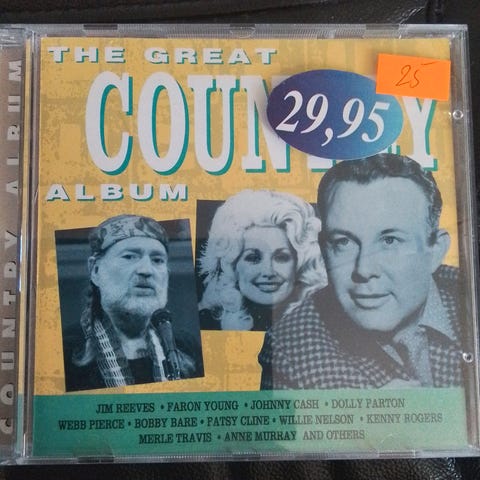 THE GREAT
COUNTRY
ALBUM
29,95
25
JIM REEVES • FARON YOUNG • JOHNNY CASH • DOLLY PARTON
WEBB PIERCE • BOBBY BARE • PATSY CLINE • WILLIE NELSON • KENNY ROGERS
MERLE TRAVIS • ANNE MURRAY AND OTHERS
COUNTRY ALBUM